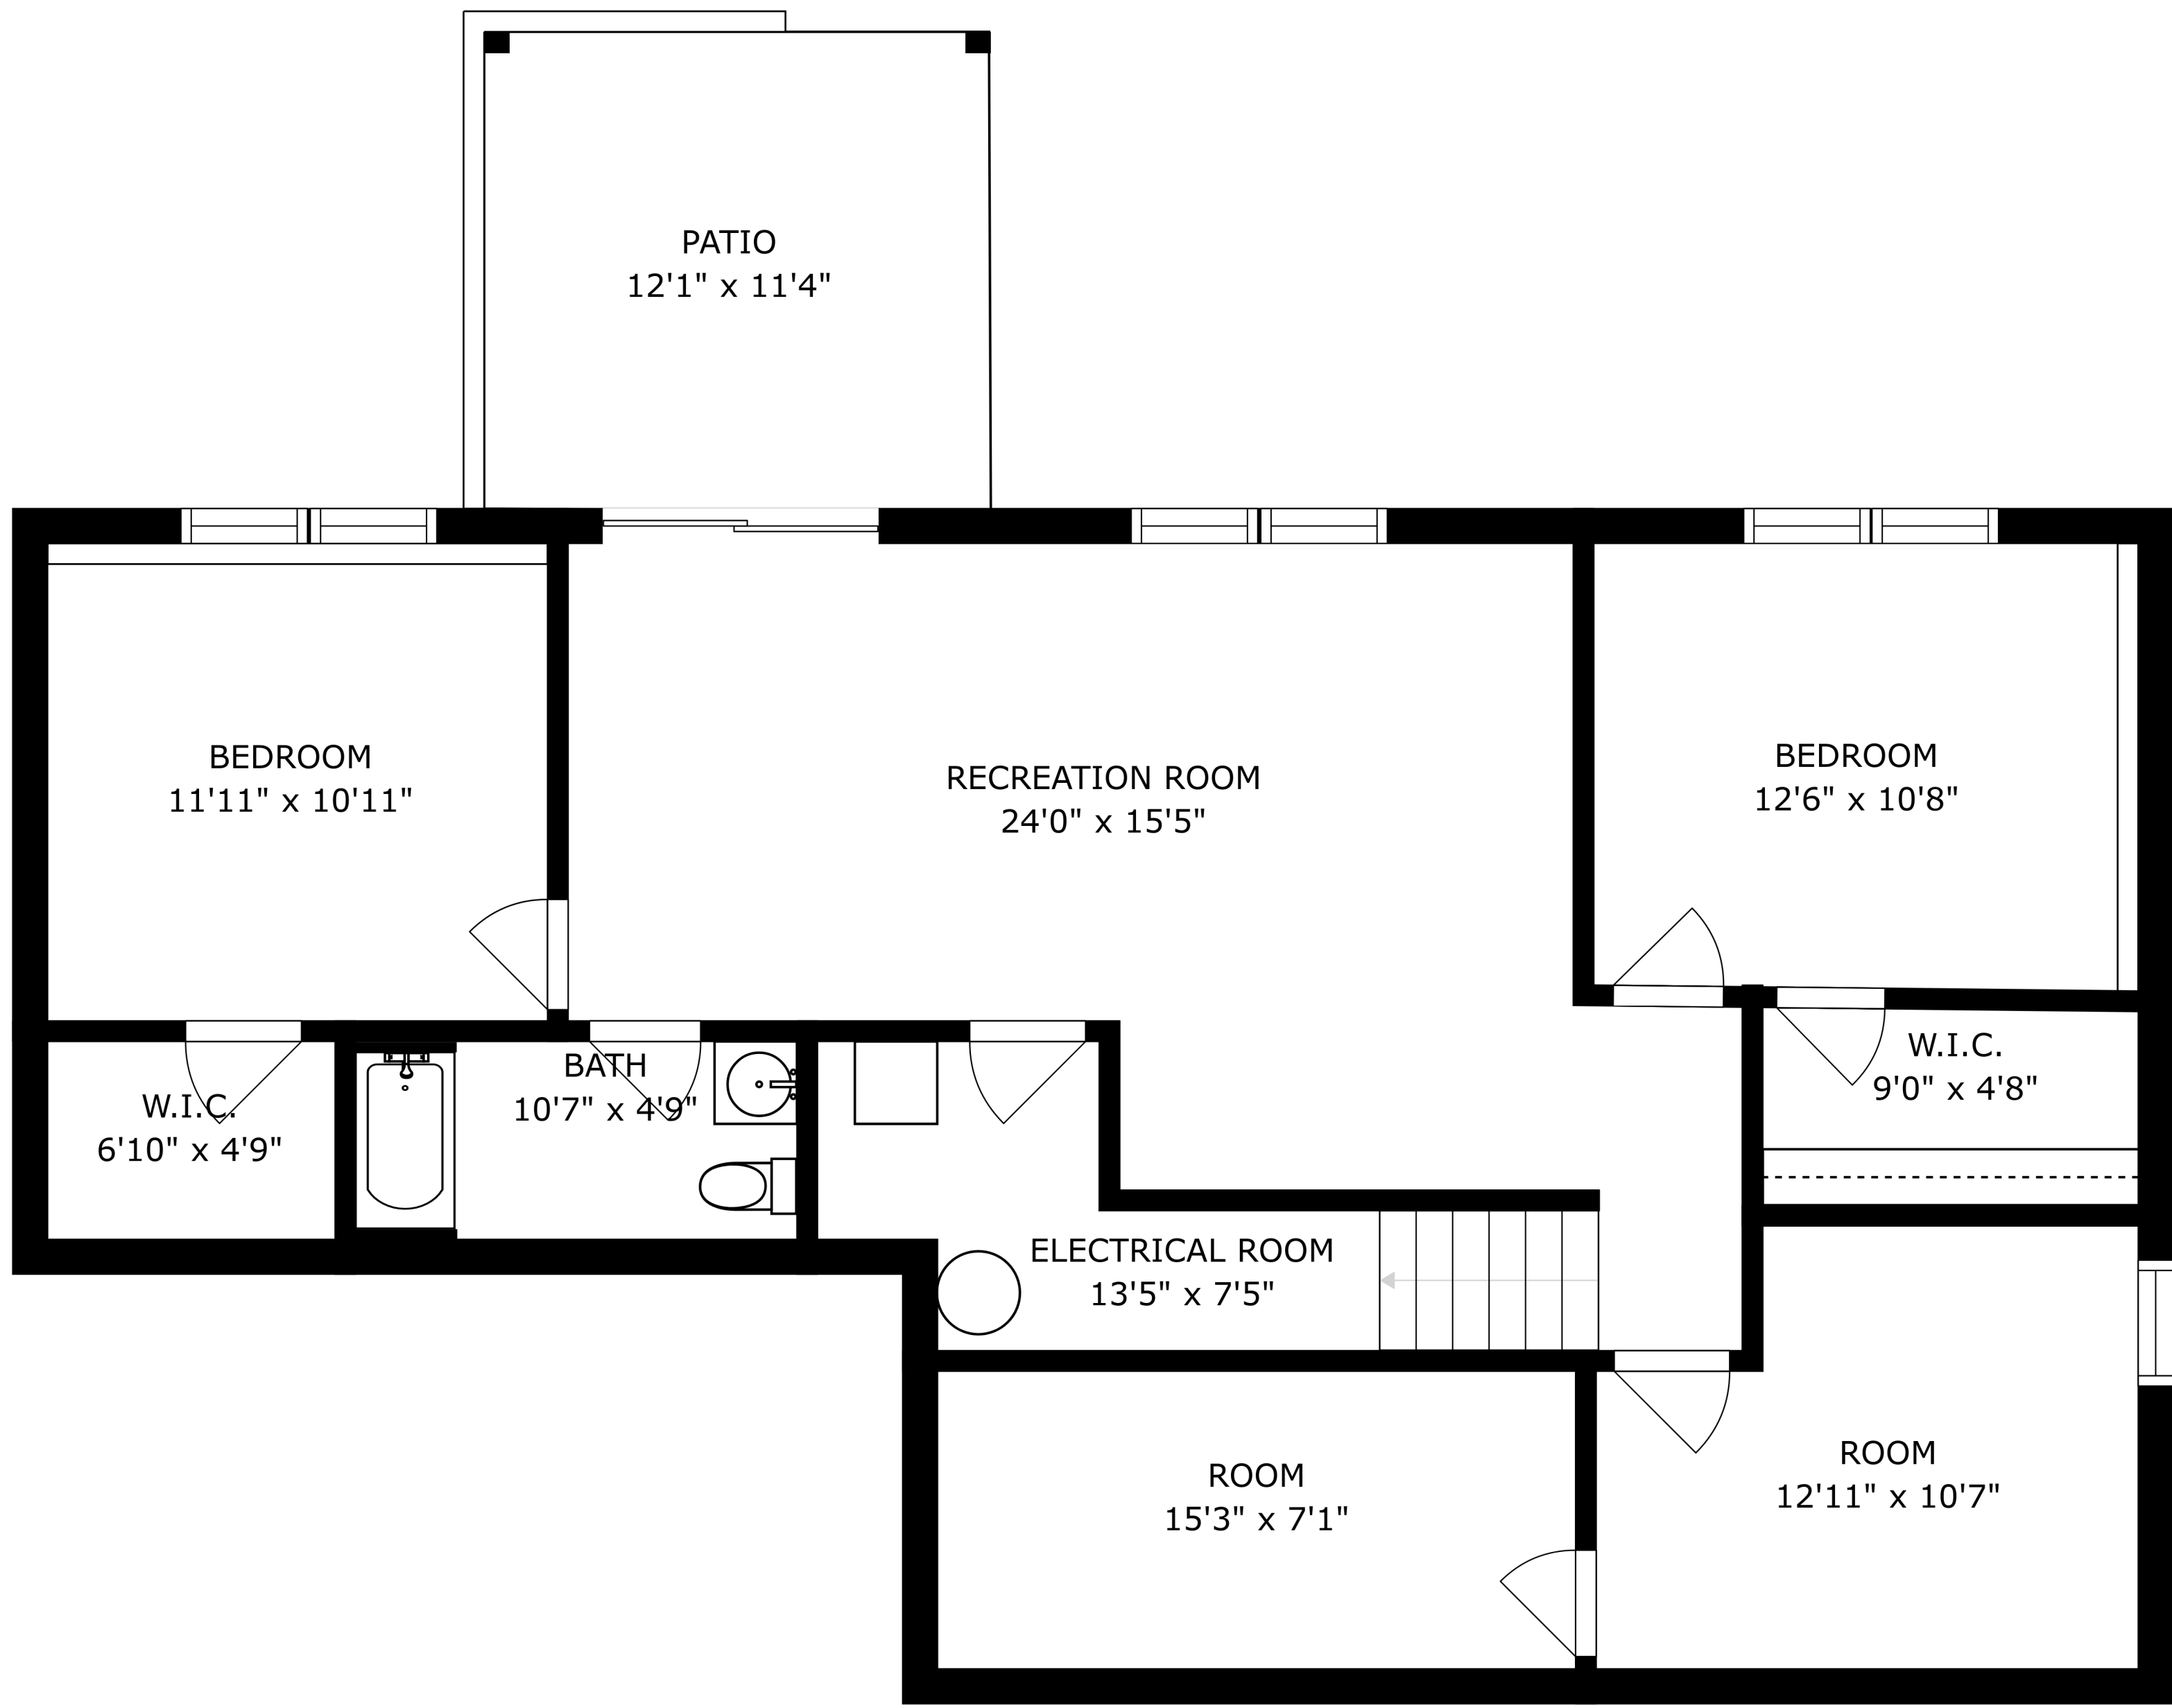 PATIO
12'1" x 11'4"
BEDROOM
11'11" x 10'11"
RECREATION ROOM
24'0" x 15'5"
BEDROOM
12'6" x 10'8"
W.I.C.
6'10" x 4'9"
BATH
10'7" x 4'9"
W.I.C.
9'0" x 4'8"
ELECTRICAL ROOM
13'5" x 7'5"
ROOM
15'3" x 7'1"
ROOM
12'11" x 10'7"